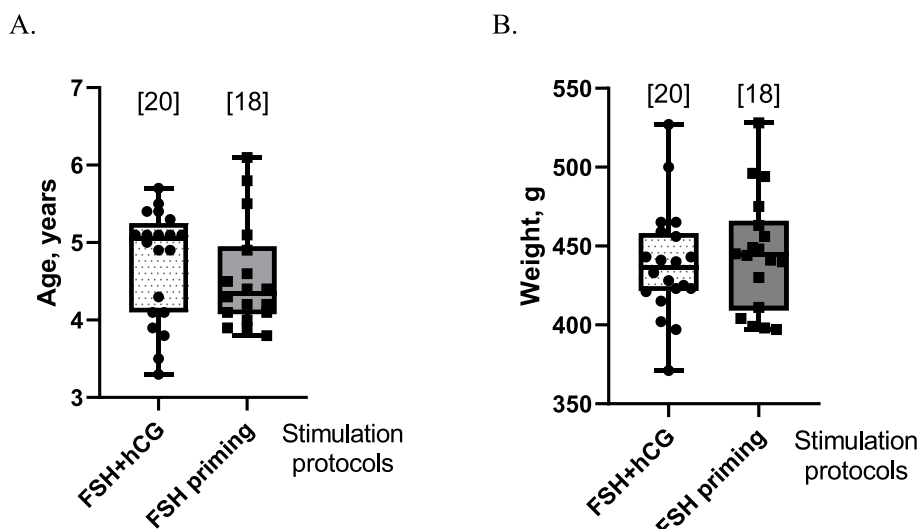 A.
[20] [18]
7
6
5
4
3
Age, years
FSH+hCG
FSH priming
Stimulation
protocols
B.
[20] [18]
550
500
450
400
350
Weight, g
FSH+hCG
FSH priming
Stimulation
protocols